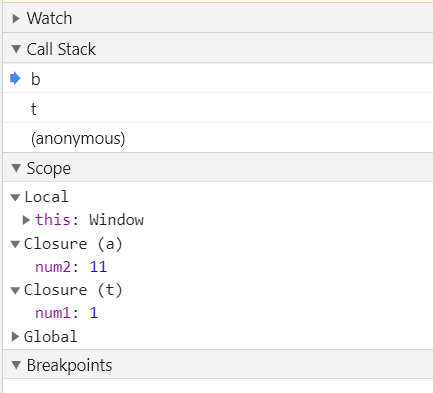 Watch
Call Stack
b
t
(anonymous)
Scope
Local
this: Window
Closure (a)
num2: 11
Closure (t)
num1: 1
Global
Breakpoints